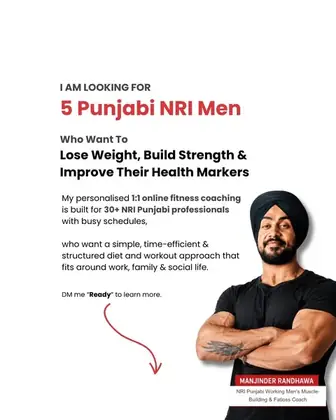 I AM LOOKING FOR
5 Punjabi NRI Men
Who Want To
Lose Weight, Build Strength &
Improve Their Health Markers
My personalised 1:1 online fitness coaching
is built for 30+ NRI Punjabi professionals
with busy schedules,
who want a simple, time-efficient &
structured diet and workout approach that
fits around work, family & social life.
DM me "Ready" to learn more.
MANJINDER RANDHAWA
NRI Punjabi Working Men's Muscle
Building & Fatloss Coach